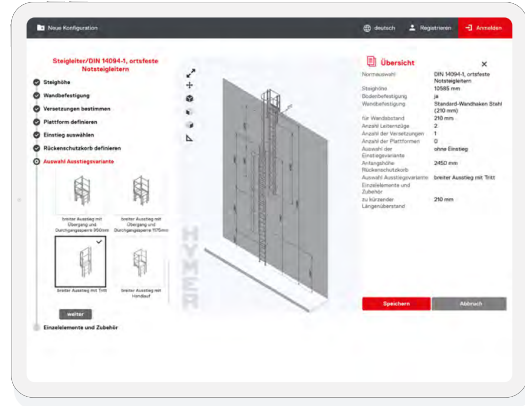 Neue Konfiguration
deutsch
Registrieren
Anmelden
Steigleiter/DIN 14094-1, ortsfeste
Notsteigleitern
Steighöhe
Wandbefestigung
Versetzungen bestimmen
Plattform definieren
Einstieg auswählen
Rückenschutzkorb definieren
Auswahl Ausstiegsvariante
breiter Ausstieg mit
Übergang und
Durchgangssperre 950mm
breiter Ausstieg mit
Übergang und
Durchgangssperre 1075mm
breiter Ausstieg mit Tritt
breiter Ausstieg mit
Handlauf
weiter
Einzelelemente und Zubehör
HYMER
Übersicht
Normauswahl DIN 14094-1, ortsfeste
Notsteigleitern
Steighöhe 10585 mm
Bodenbefestigung ja
Wandbefestigung Standard-Wandhaken Stahl
(210 mm)
für Wandabstand 210 mm
Anzahl Leiternzüge 2
Anzahl der Versetzungen 1
Anzahl der Plattformen 0
Auswahl der ohne Einstieg
Einstiegsvariante
Anfangshöhe 2450 mm
Rückenschutzkorb
Auswahl Ausstiegsvariante breiter Ausstieg mit Tritt
Einzelelemente und
Zubehör
zu kürzender 210 mm
Längenüberstand
Speichern
Abbruch